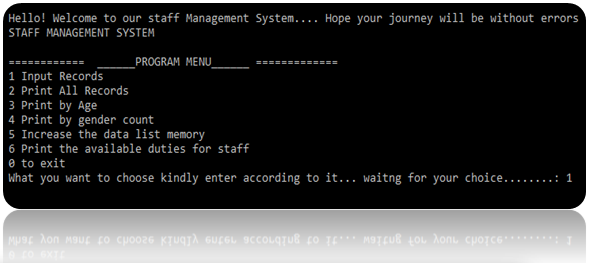 Hello! Welcome to our staff Management System.... Hope your journey will be without errors
STAFF MANAGEMENT SYSTEM
============  ______PROGRAM MENU______ =============
1 Input Records
2 Print All Records
3 Print by Age
4 Print by gender count
5 Increase the data list memory
6 Print the available duties for staff
0 to exit
What you want to choose kindly enter according to it... waitng for your choice........: 1